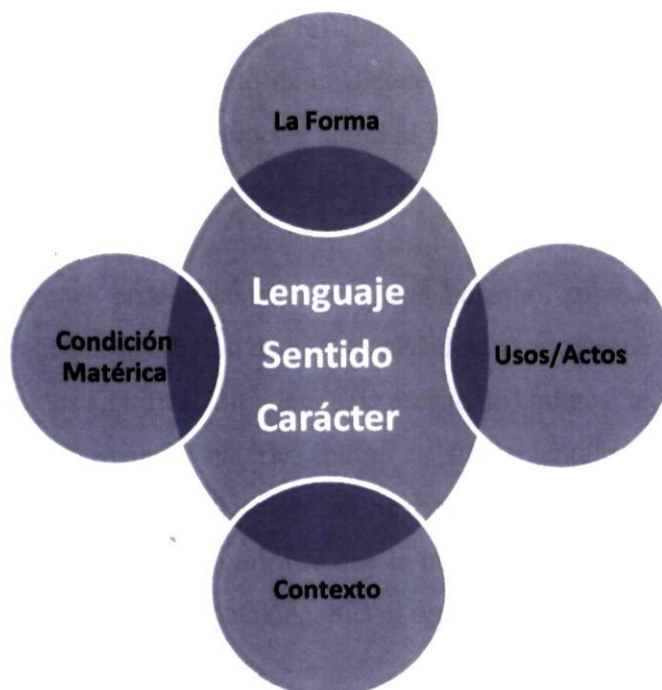 La Forma
Lenguaje
Sentido
Carácter
Condición
Matérica
Usos/Actos
Contexto